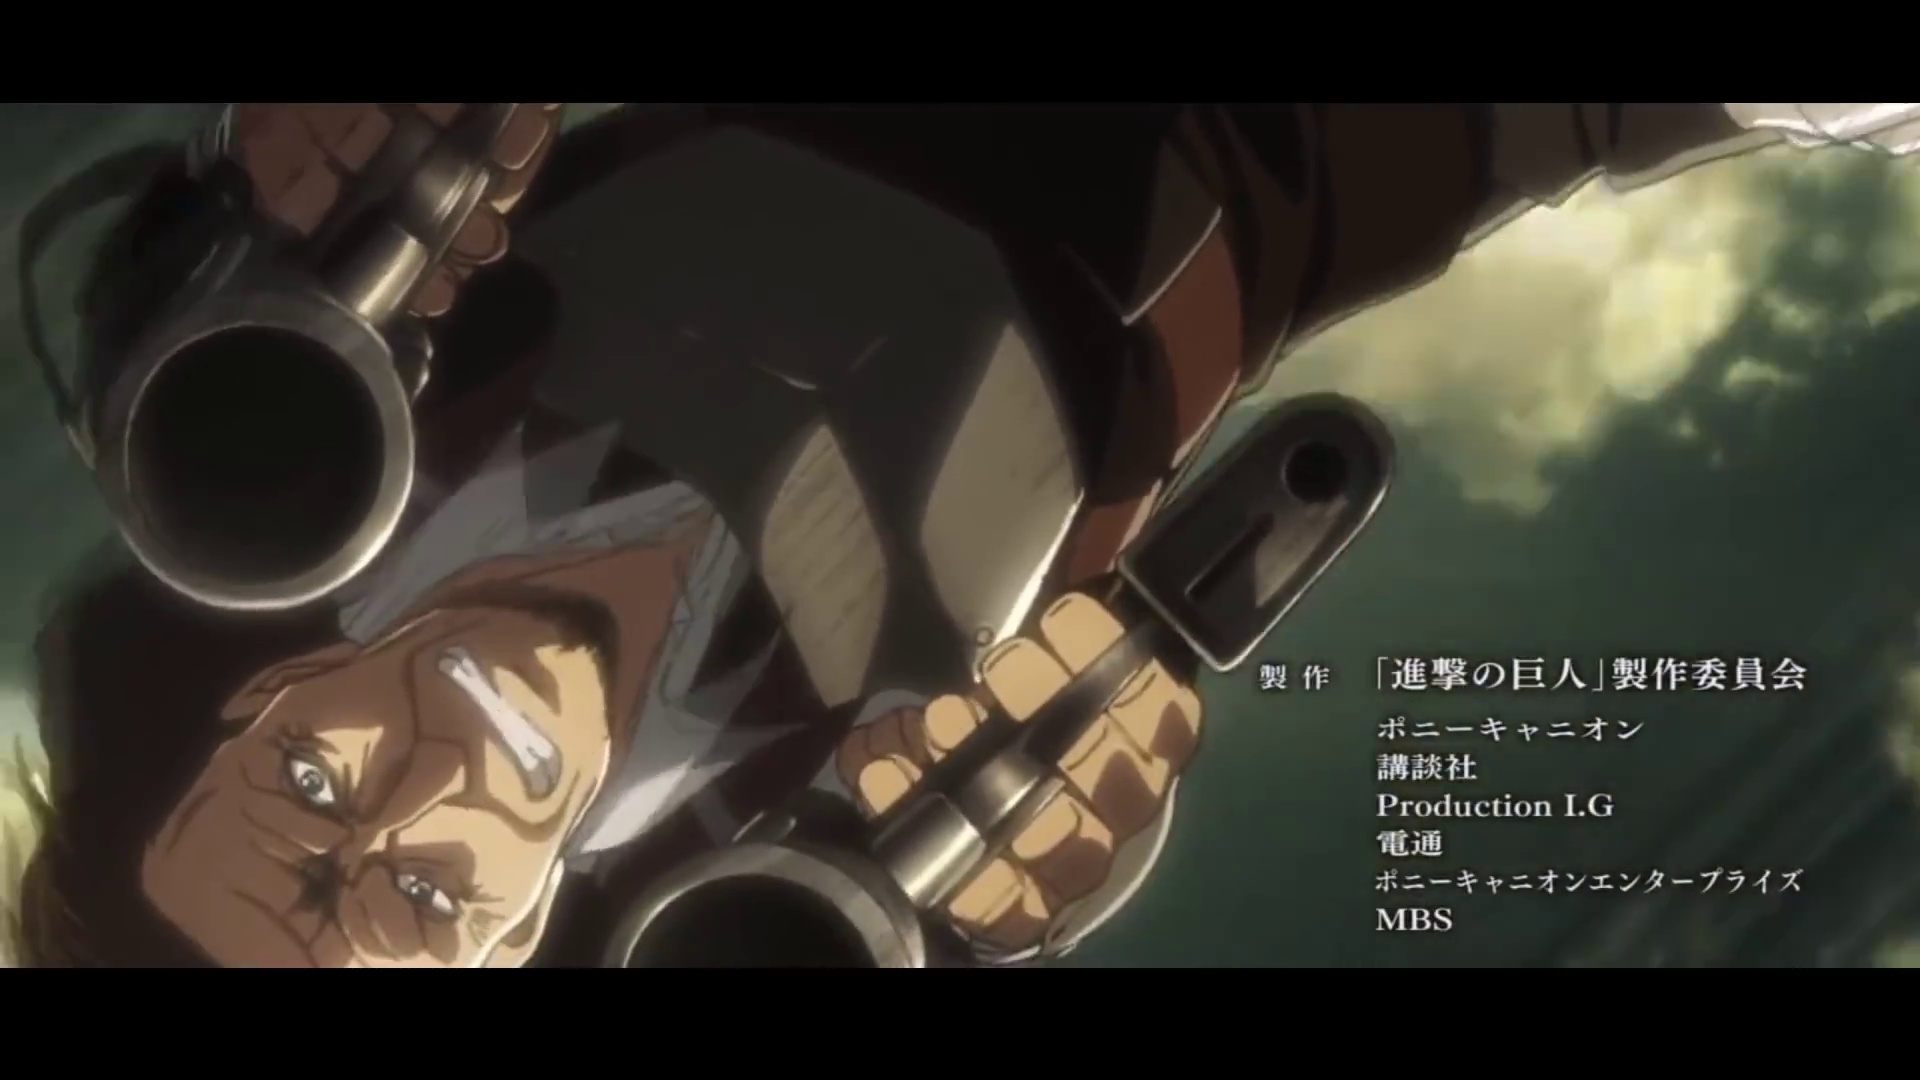 製作 「進撃の巨人」製作委員会
ポニーキャニオン
講談社
Production I.G
電通
ポニーキャニオンエンタープライズ
MBS